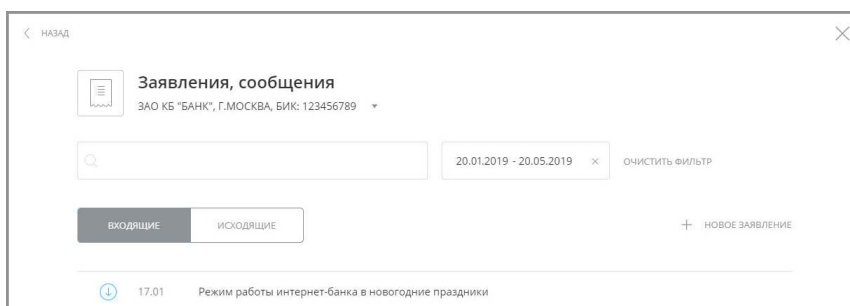 НАЗАД
Заявления, сообщения
ЗАО КБ "БАНК", Г.МОСКВА, БИК: 123456789
20.01.2019 - 20.05.2019
ОЧИСТИТЬ ФИЛЬТР
ВХОДЯЩИЕ
ИСХОДЯЩИЕ
НОВОЕ ЗАЯВЛЕНИЕ
17.01 Режим работы интернет-банка в новогодние праздники